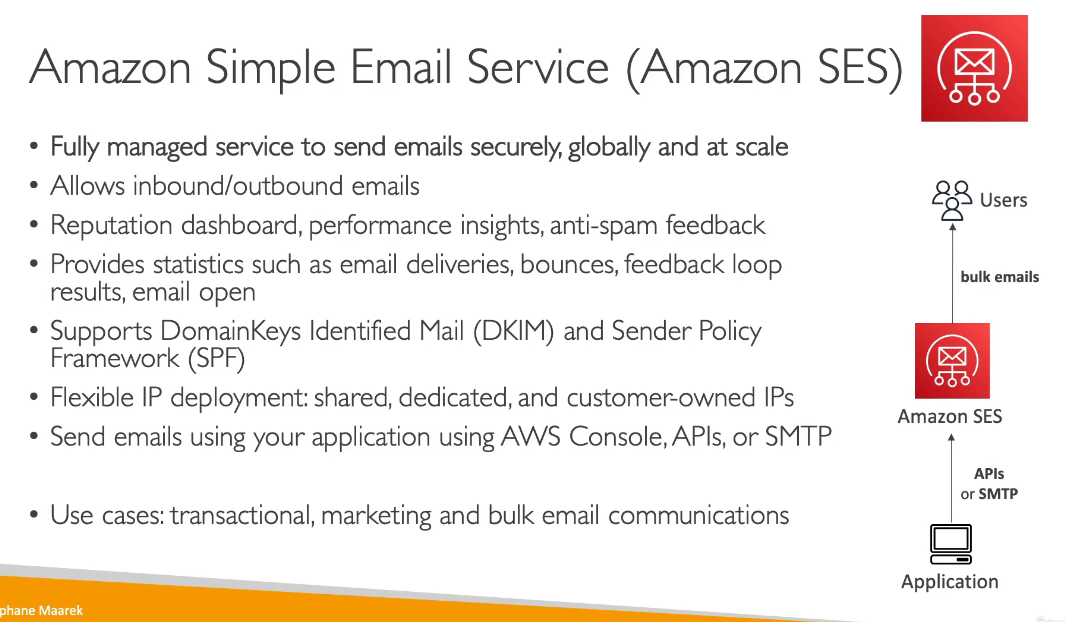 Amazon Simple Email Service (Amazon SES)
• Fully managed service to send emails securely, globally and at scale
• Allows inbound/outbound emails
• Reputation dashboard, performance insights, anti-spam feedback
• Provides statistics such as email deliveries, bounces, feedback loop
results, email open
• Supports DomainKeys Identified Mail (DKIM) and Sender Policy
Framework (SPF)
• Flexible IP deployment: shared, dedicated, and customer-owned IPs
• Send emails using your application using AWS Console, APIs, or SMTP
• Use cases: transactional, marketing and bulk email communications
Users
bulk emails
Amazon SES
APIs
or SMTP
Application
phane Maarek